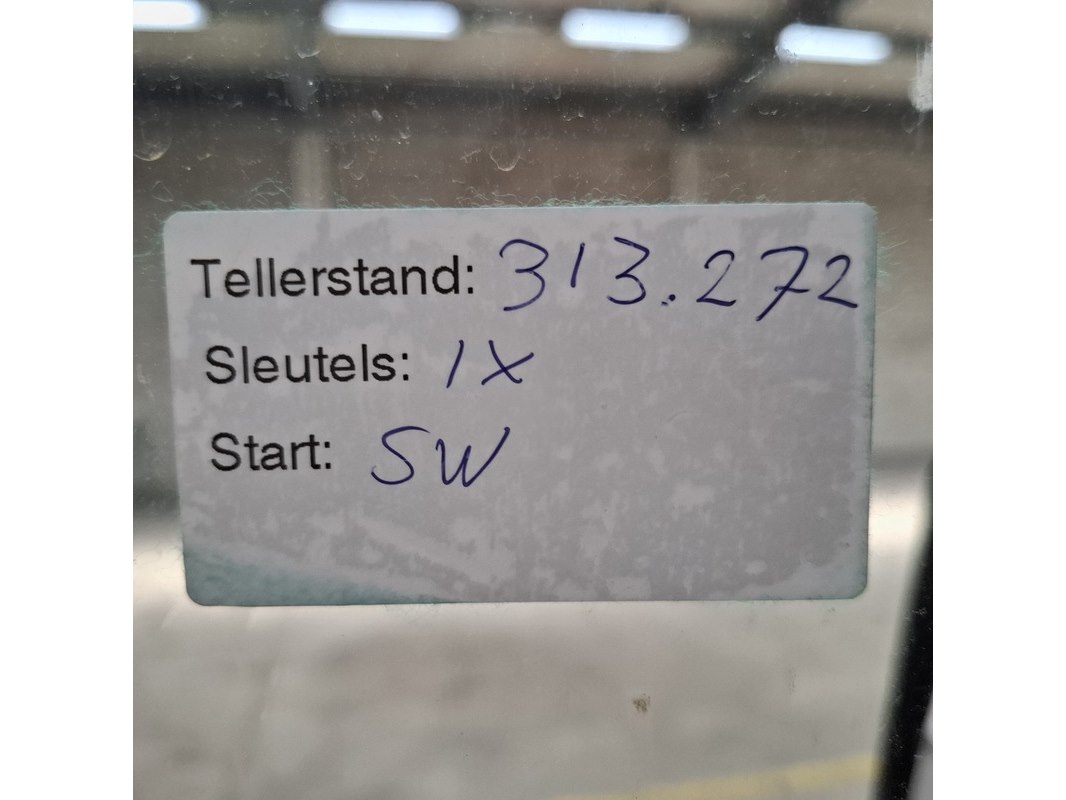 Tellerstand: 313.272
Sleutels: 1X
Start: SW